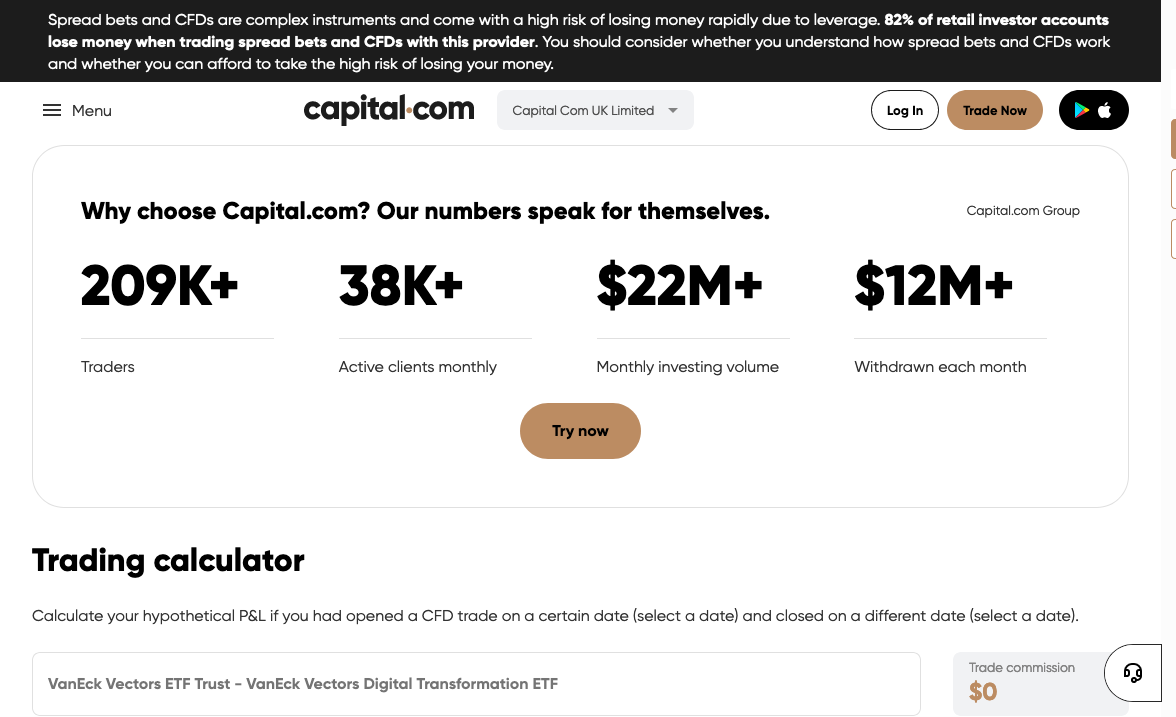 Spread bets and CFDs are complex instruments and come with a high risk of losing money rapidly due to leverage. 82% of retail investor accounts
lose money when trading spread bets and CFDs with this provider. You should consider whether you understand how spread bets and CFDs work
and whether you can afford to take the high risk of losing your money.
Menu
capital.com
Capital Com UK Limited
Log In
Trade Now
Why choose Capital.com? Our numbers speak for themselves.
Capital.com Group
209K+
38K+
$22M+
$12M+
Traders
Active clients monthly
Monthly investing volume
Withdrawn each month
Try now
Trading calculator
Calculate your hypothetical P&L if you had opened a CFD trade on a certain date (select a date) and closed on a different date (select a date).
VanEck Vectors ETF Trust - VanEck Vectors Digital Transformation ETF
Trade commission
$0